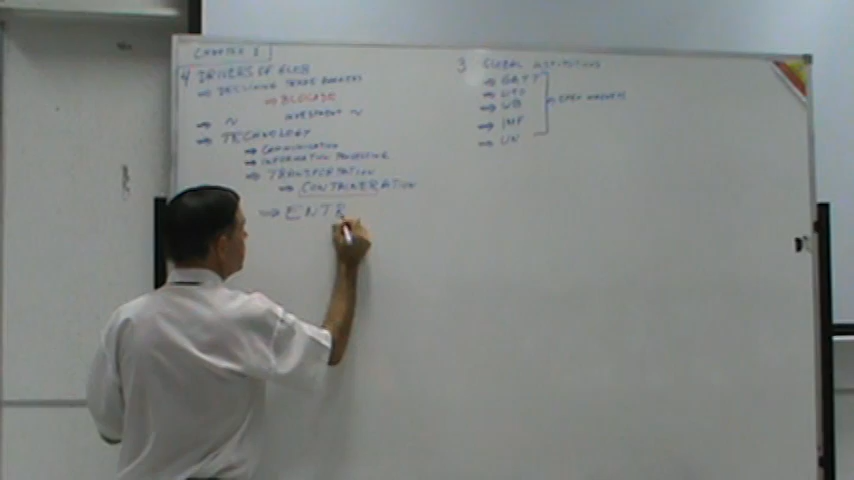 CHAPTER 1
4 DRIVERS OF GLOB
⇒ DECLINING TRADE BARRIERS
⇒ BLOCADE
⇒ ~ INVESTMENT ~
⇒ TECHNOLOGY
⇒ COMMUNICATION
⇒ INFORMATION PROCESSING
⇒ TRANSPORTATION
⇒ CONTAINERATION
⇒ ENTR
3 GLOBAL INSTITUTIONS
⇒ GATT
⇒ WTO
⇒ WB
⇒ IMF
⇒ UN
⇒ OPEN MARKETS